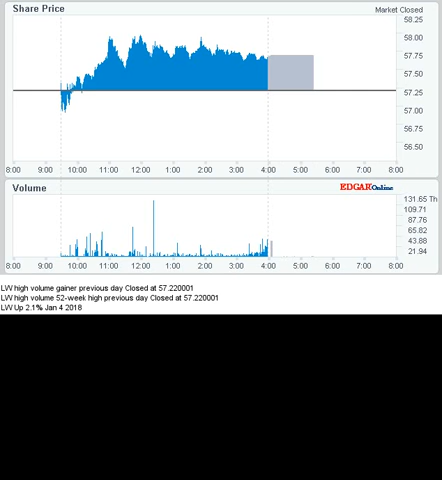 Share Price
Market Closed
58.25
58.00
57.75
57.50
57.25
57.00
56.75
56.50
8:00 9:00 10:00 11:00 12:00 1:00 2:00 3:00 4:00 5:00 6:00 7:00 8:00
Volume
EDGAR Online
131.65 Th
109.71
87.76
65.82
43.88
21.94
8:00 9:00 10:00 11:00 12:00 1:00 2:00 3:00 4:00 5:00 6:00 7:00 8:00
LW high volume gainer previous day Closed at 57.220001
LW high volume 52-week high previous day Closed at 57.220001
LW Up 2.1% Jan 4 2018